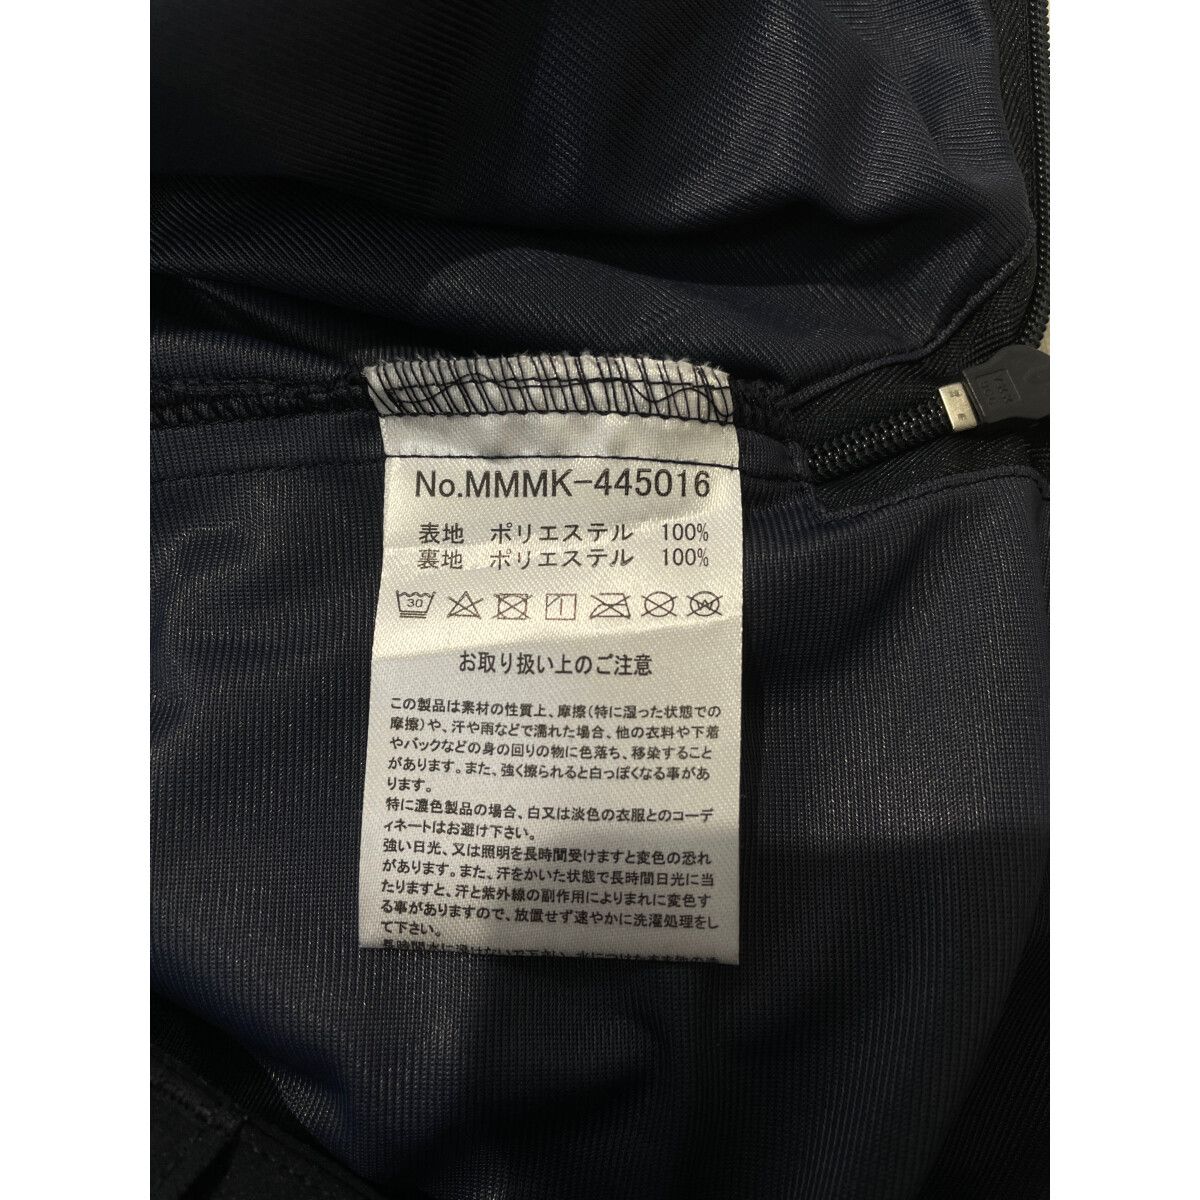 No.MMMK-445016
表地 ポリエステル 100%
裏地 ポリエステル 100%
30
お取り扱い上のご注意
この製品は素材の性質上、摩擦(特に湿った状態での
摩擦)や、汗や雨などで濡れた場合、他の衣料や下着
やバックなどの身の回りの物に色落ち、移染すること
があります。また、強く擦られると白っぽくなる事があ
ります。
特に濃色製品の場合、白又は淡色の衣服とのコーデ
ィネートはお避け下さい。
強い日光、又は照明を長時間受けますと変色の恐れ
があります。また、汗をかいた状態で長時間日光に当
たりますと、汗と紫外線の副作用によりまれに変色す
る事がありますので、放置せず速やかに洗濯処理をし
て下さい。